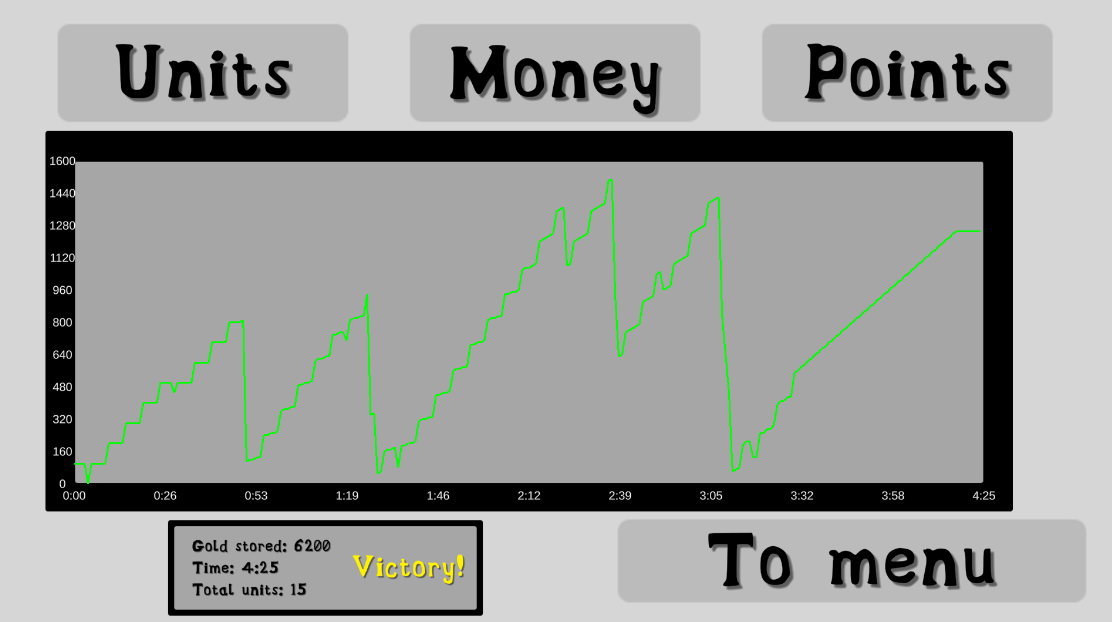 Units
Money
Points
1600
1440
1280
1120
960
800
640
480
320
160
0
0:00 0:26 0:53 1:19 1:46 2:12 2:39 3:05 3:32 3:58 4:25
Gold stored: 6200
Time: 4:25
Total units: 15
Victory!
To menu